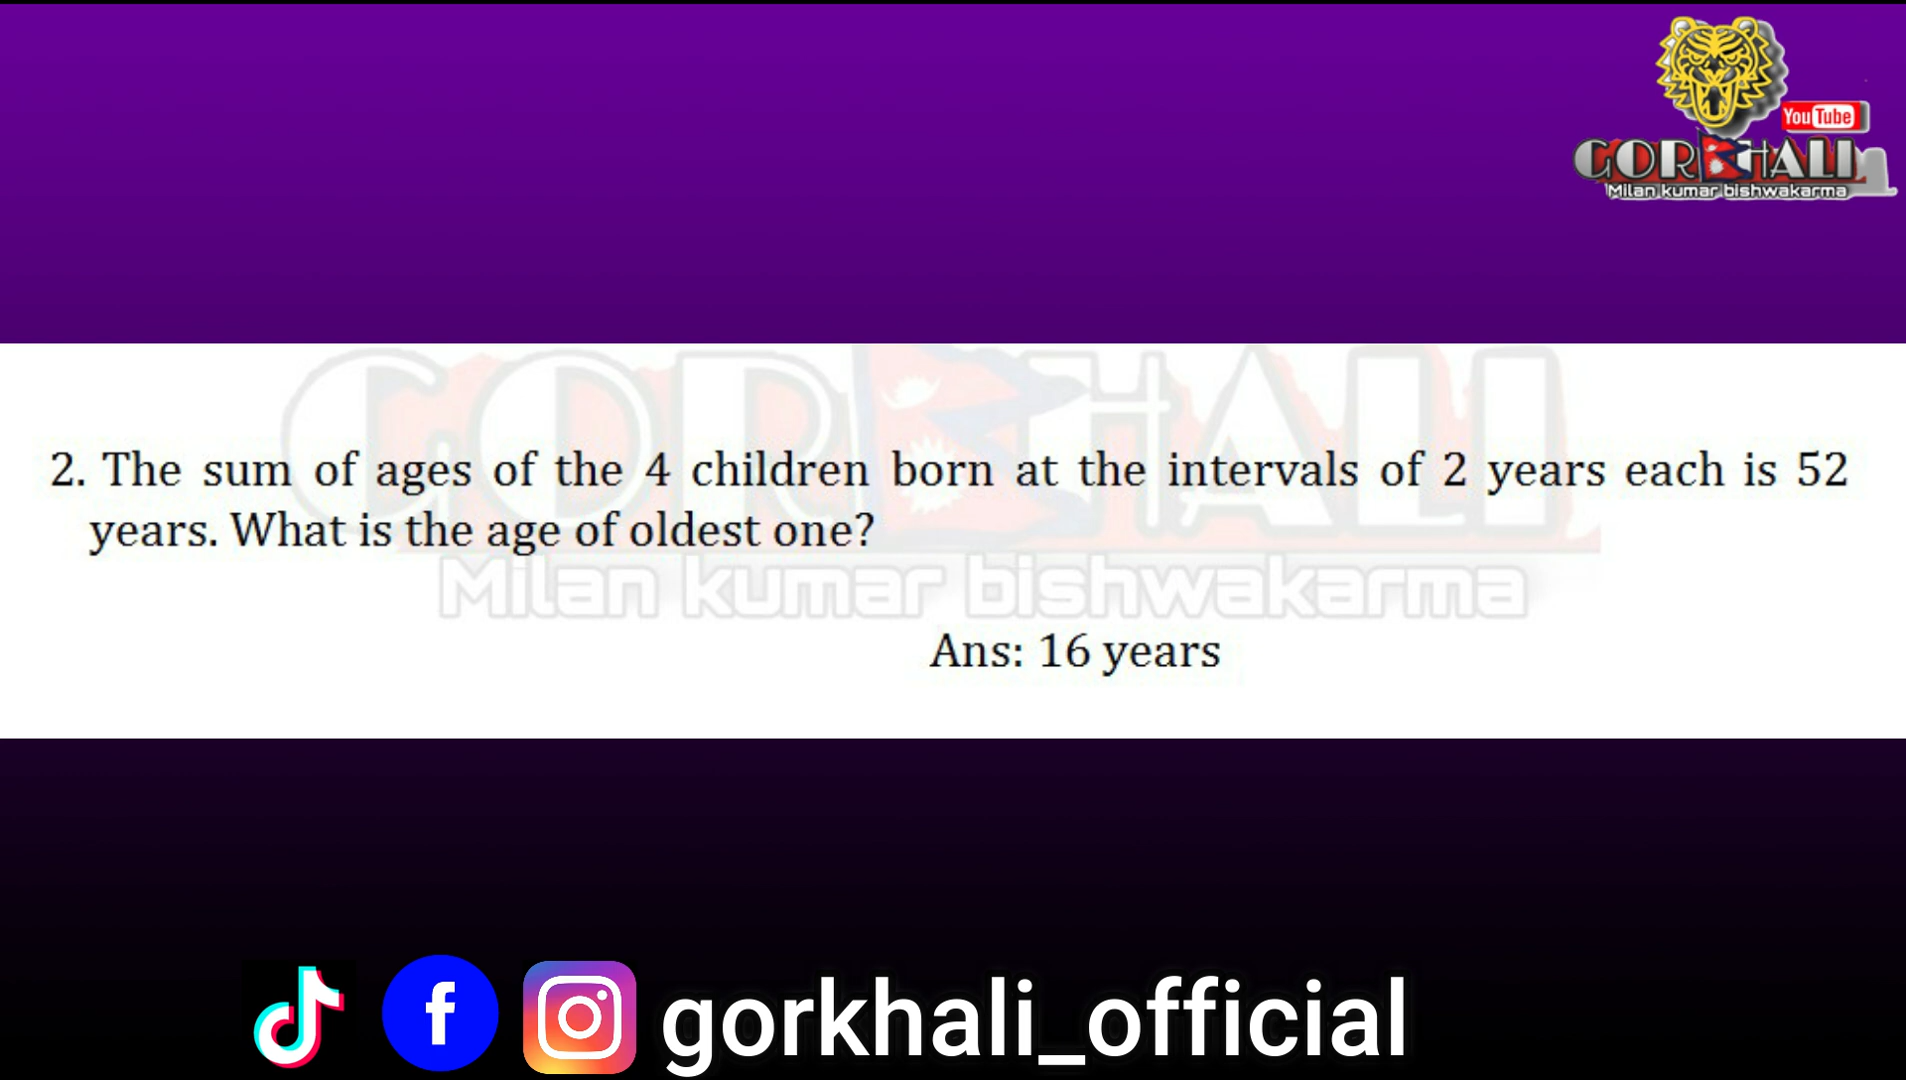 YouTube
GORKHALI
Milan kumar bishwakarma
GORKHALI
2. The sum of ages of the 4 children born at the intervals of 2 years each is 52
years. What is the age of oldest one?
Milan kumar bishwakarma
Ans: 16 years
gorkhali_official